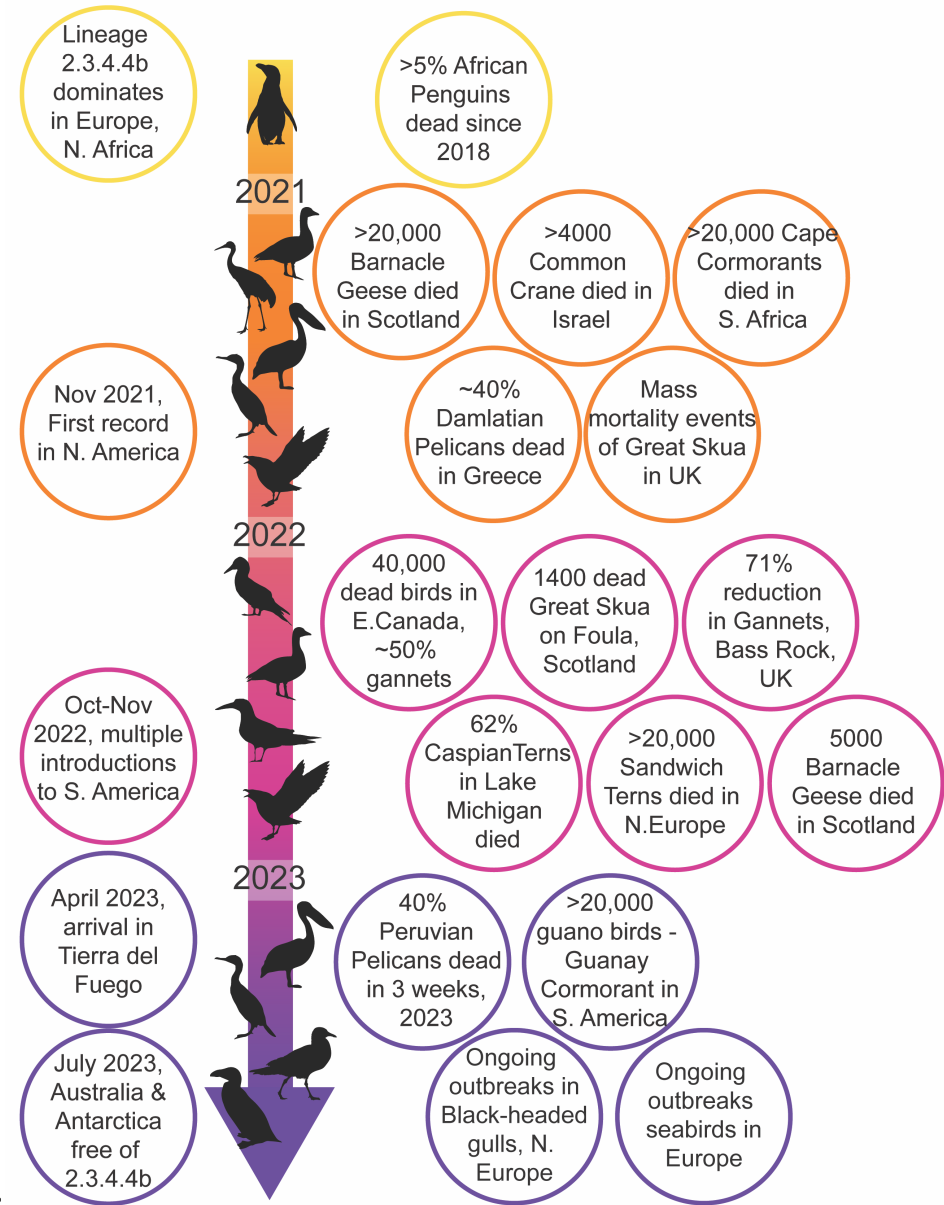 Lineage
2.3.4.4b
dominates
in Europe,
N. Africa
>5% African
Penguins
dead since
2018
2021
>20,000
Barnacle
Geese died
in Scotland
>4000
Common
Crane died in
Israel
>20,000 Cape
Cormorants
died in
S. Africa
Nov 2021,
First record
in N. America
~40%
Damlatian
Pelicans dead
in Greece
Mass
mortality events
of Great Skua
in UK
2022
40,000
dead birds in
E.Canada,
~50%
gannets
1400 dead
Great Skua
on Foula,
Scotland
71%
reduction
in Gannets,
Bass Rock,
UK
Oct-Nov
2022, multiple
introductions
to S. America
62%
CaspianTerns
in Lake
Michigan
died
>20,000
Sandwich
Terns died in
N.Europe
5000
Barnacle
Geese died
in Scotland
2023
April 2023,
arrival in
Tierra del
Fuego
40%
Peruvian
Pelicans dead
in 3 weeks,
2023
>20,000
guano birds -
Guanay
Cormorant in
S. America
July 2023,
Australia &
Antarctica
free of
2.3.4.4b
Ongoing
outbreaks in
Black-headed
gulls, N.
Europe
Ongoing
outbreaks
seabirds in
Europe